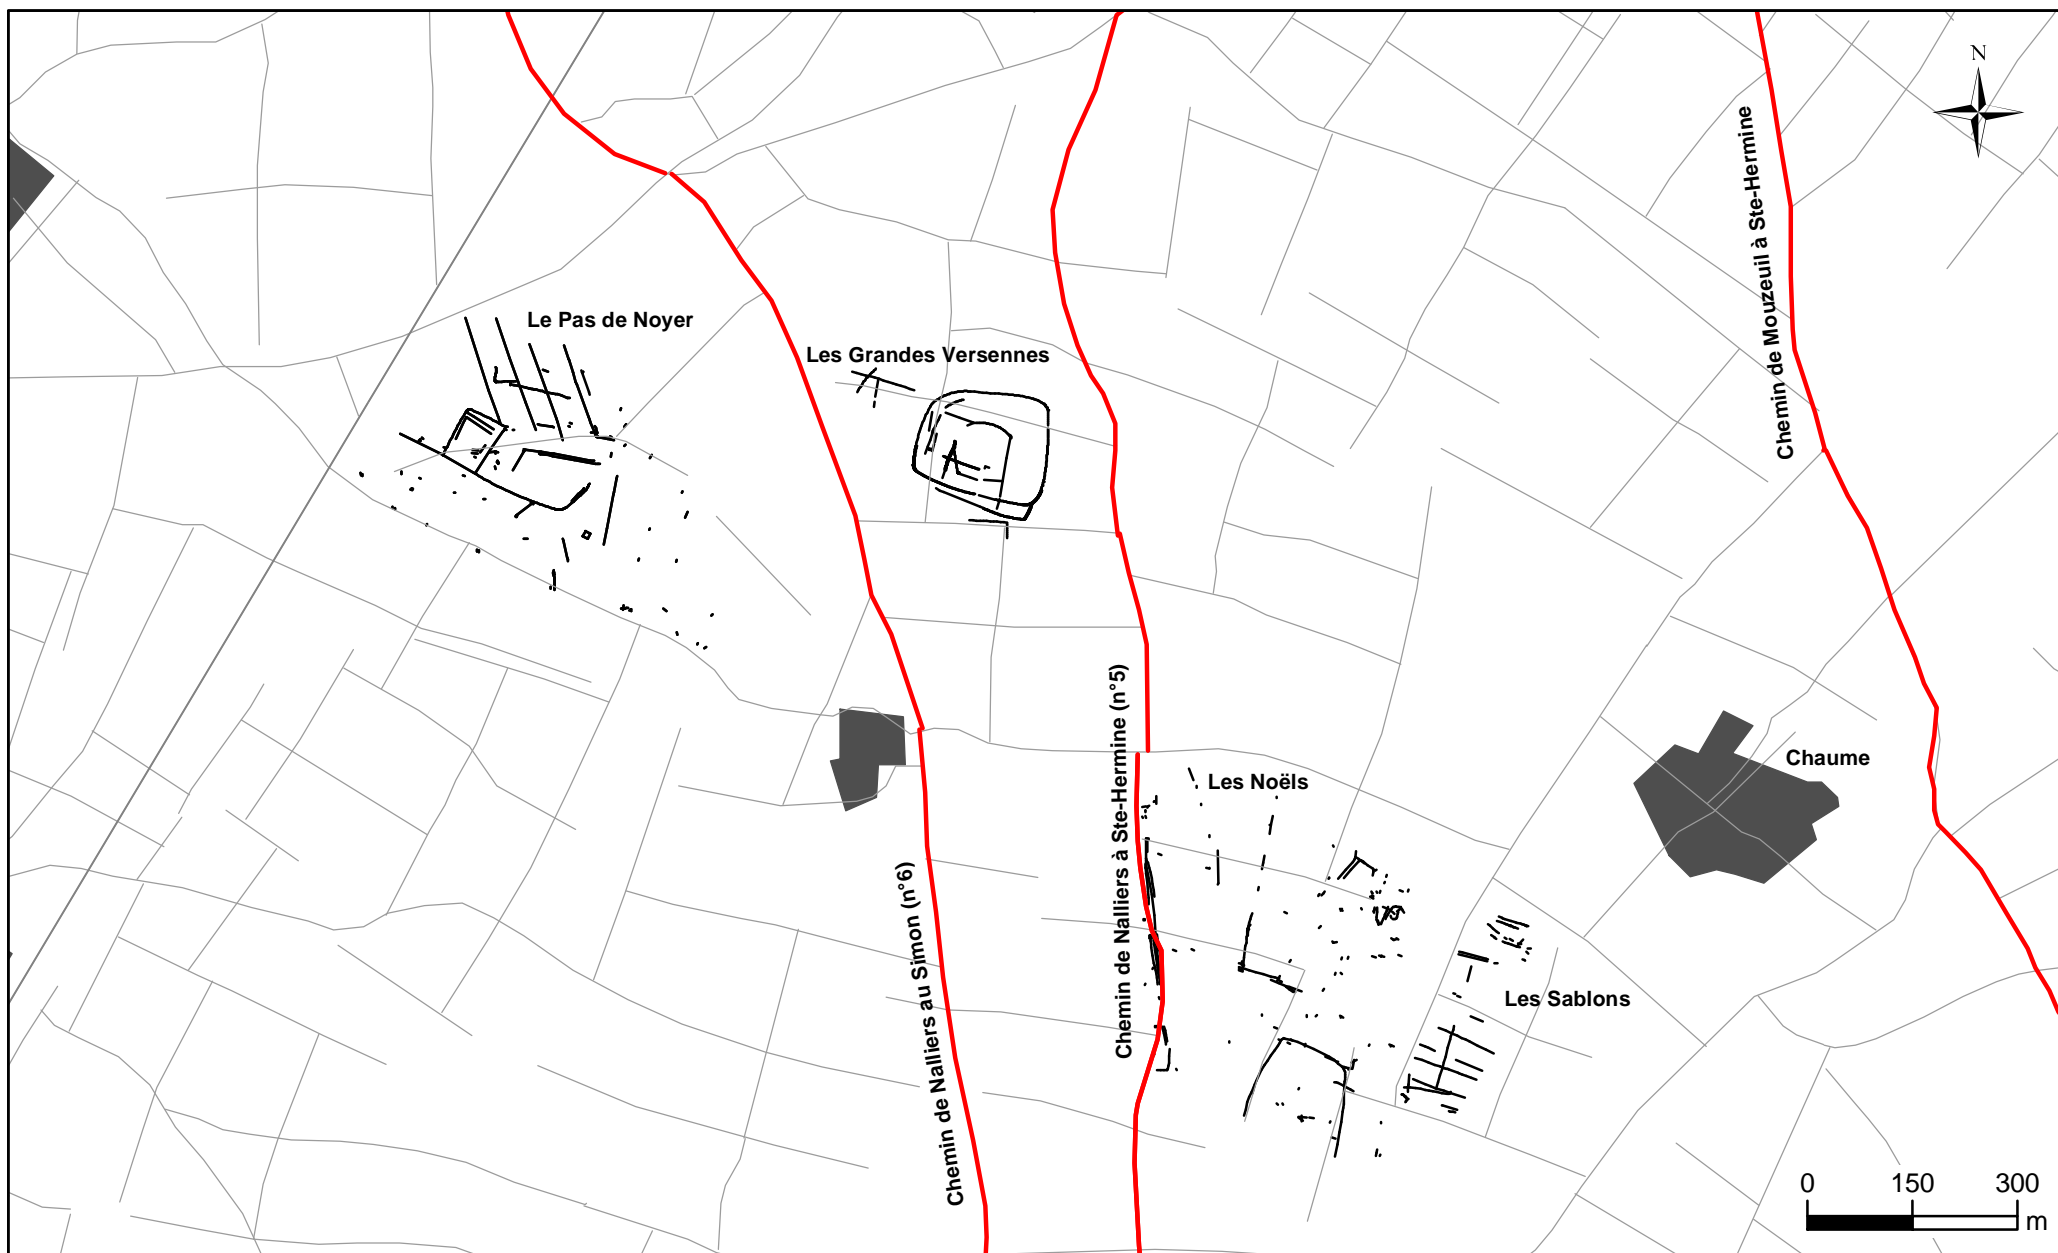 N
Chemin de Mouzeuil à Ste-Hermine
Le Pas de Noyer
Les Grandes Versennes
Chemin de Nalliers à Ste-Hermine (n°5)
Chaume
Les Noëls
Chemin de Nalliers au Simon (n°6)
Les Sablons
0 150 300
m